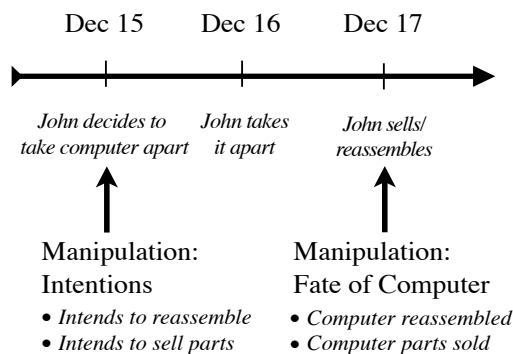 Dec 15 Dec 16 Dec 17
John decides to take computer apart
John takes it apart
John sells/ reassembles
Manipulation:
Intentions
• Intends to reassemble
• Intends to sell parts
Manipulation:
Fate of Computer
• Computer reassembled
• Computer parts sold